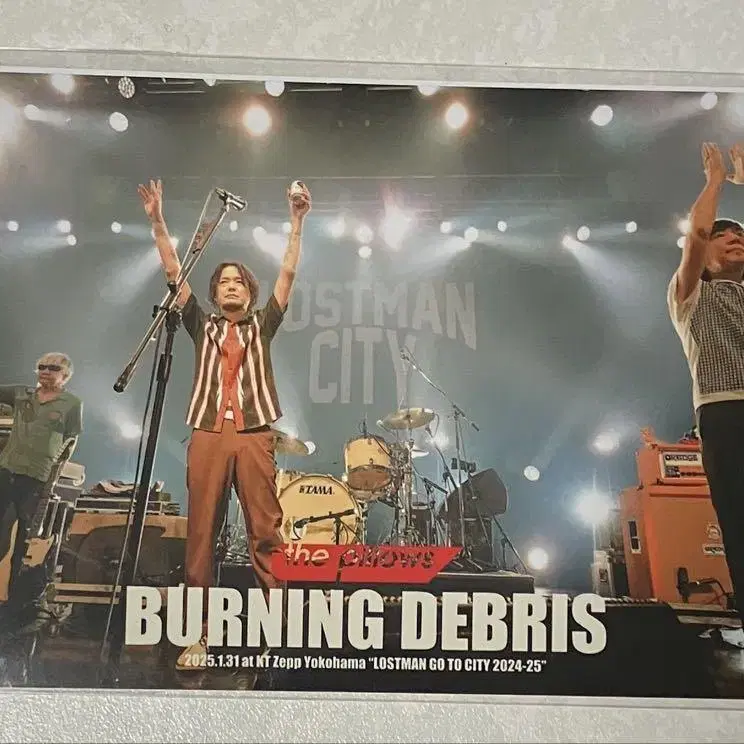 LOSTMAN
CITY
TAMA
ORANGE
the pillows
BURNING DEBRIS
2025.1.31 at KT Zepp Yokohama "LOSTMAN GO TO CITY 2024-25"